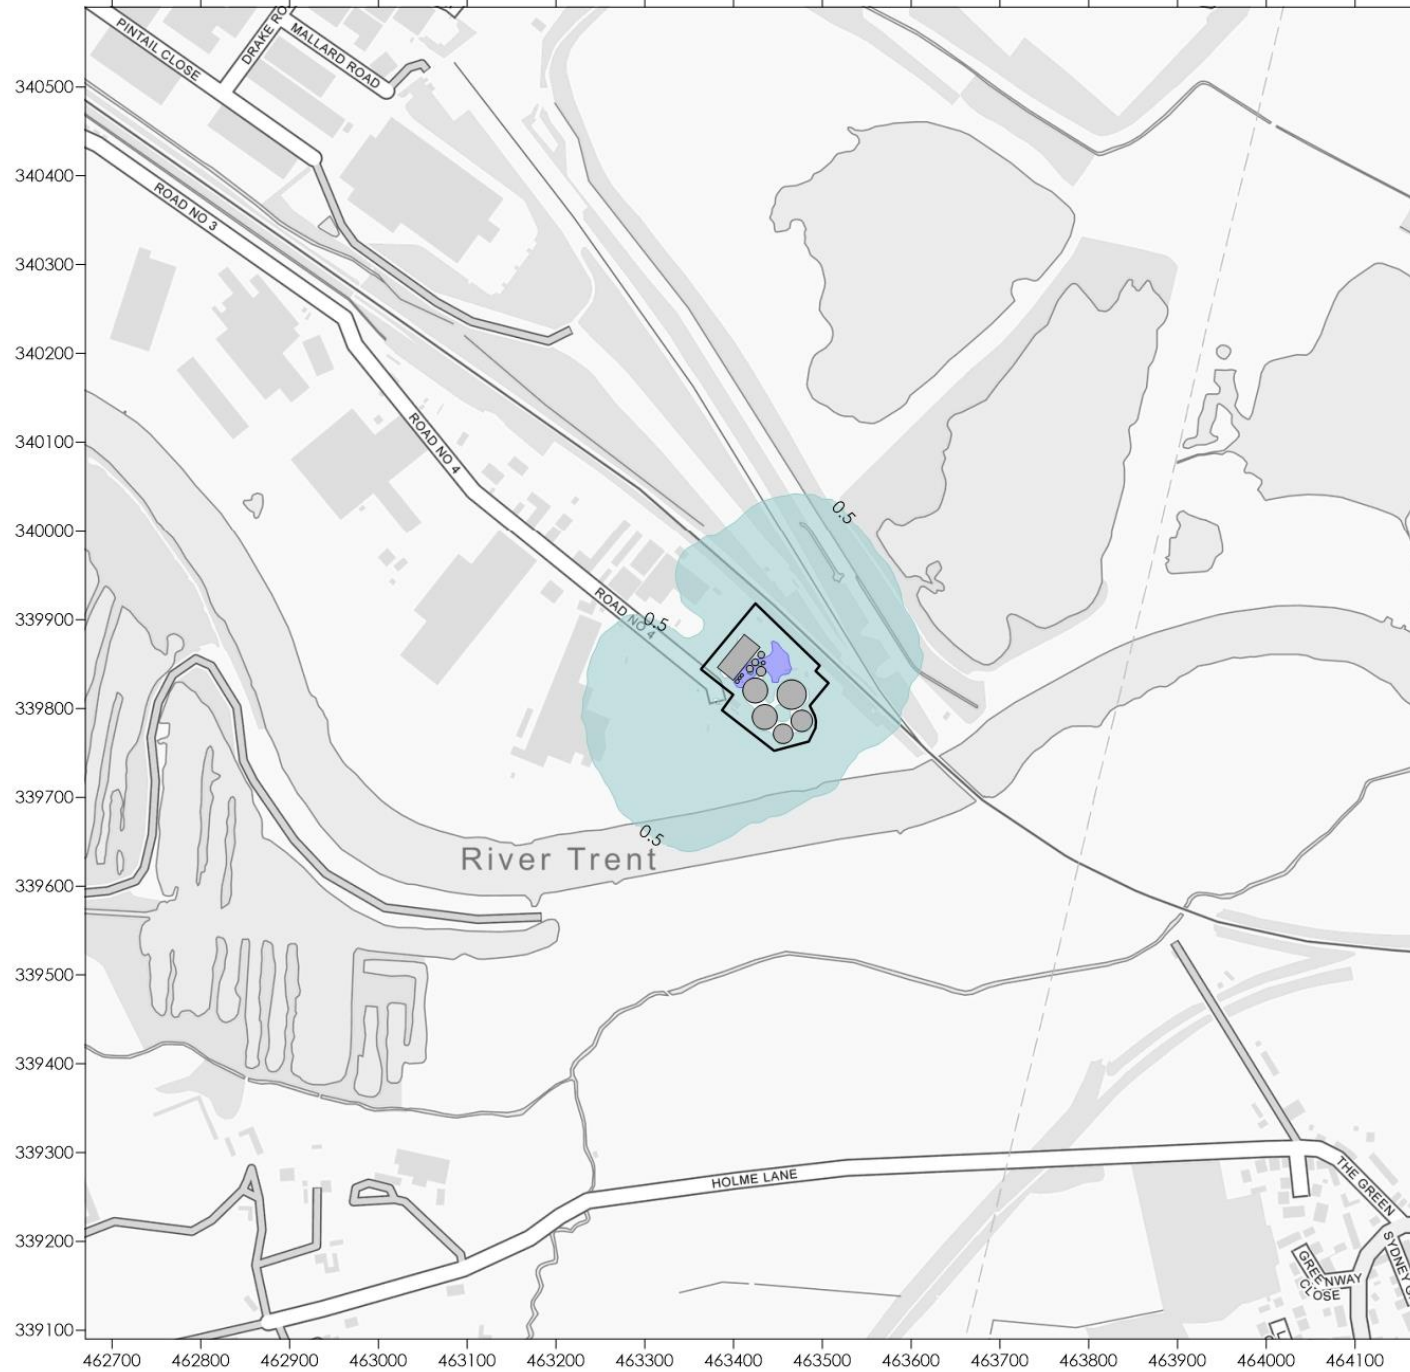 PINTAIL CLOSE
DRAKE RO
MALLARD ROAD
340500
340400
ROAD NO 3
340300
340200
340100
ROAD NO 4
340000
0.5
339900
ROAD NO 4
0.5
339800
339700
0.5
River Trent
339600
339500
339400
339300
HOLME LANE
THE GREEN
339200
SYDNEY G
GREENWAY
CLOSE
339100
462700 462800 462900 463000 463100 463200 463300 463400 463500 463600 463700 463800 463900 464000 464100